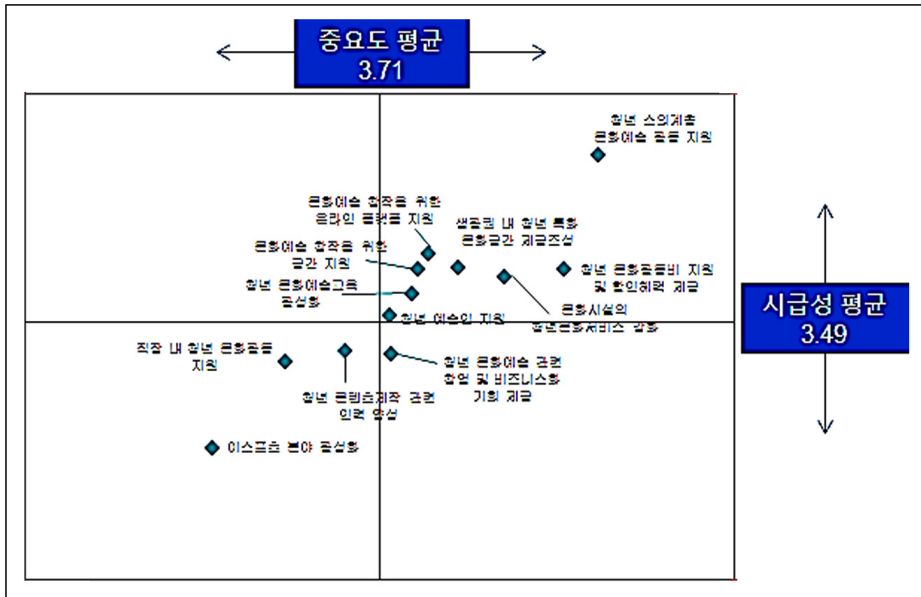 중요도 평균
3.71
청년 소외계층
문화예술 활동 지원
문화예술 창작을 위한
온라인 플랫폼 지원
생활권 내 청년 특화
문화공간 제공조성
문화예술 창작을 위한
공간 지원
청년 문화활동비 지원
및 할인혜택 제공
청년 문화예술교육
활성화
문화시설의
청년문화서비스 강화
청년 예술인 지원
시급성 평균
3.49
직장 내 청년 문화활동
지원
청년 문화예술 관련
창업 및 비즈니스화
기회 제공
청년 콘텐츠제작 관련
인력 양성
이스포츠 분야 활성화